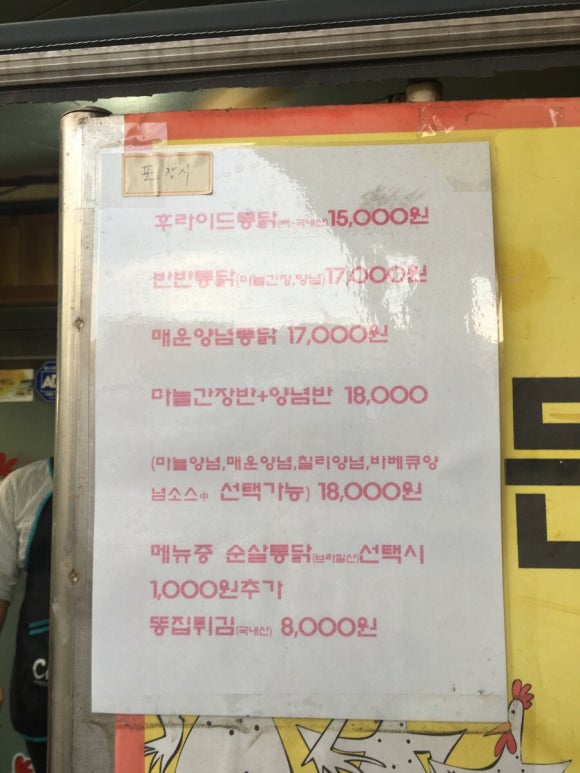 포장시
후라이드통닭(뼈-국내산)15,000원
반반통닭(마늘간장,양념)17,000원
매운양념통닭 17,000원
마늘간장반+양념반 18,000
(마늘양념,매운양념,칠리양념,바베큐양
념소스中 선택가능) 18,000원
메뉴중 순살통닭(브라질산)선택시
1,000원추가
똥집튀김(국내산) 8,000원